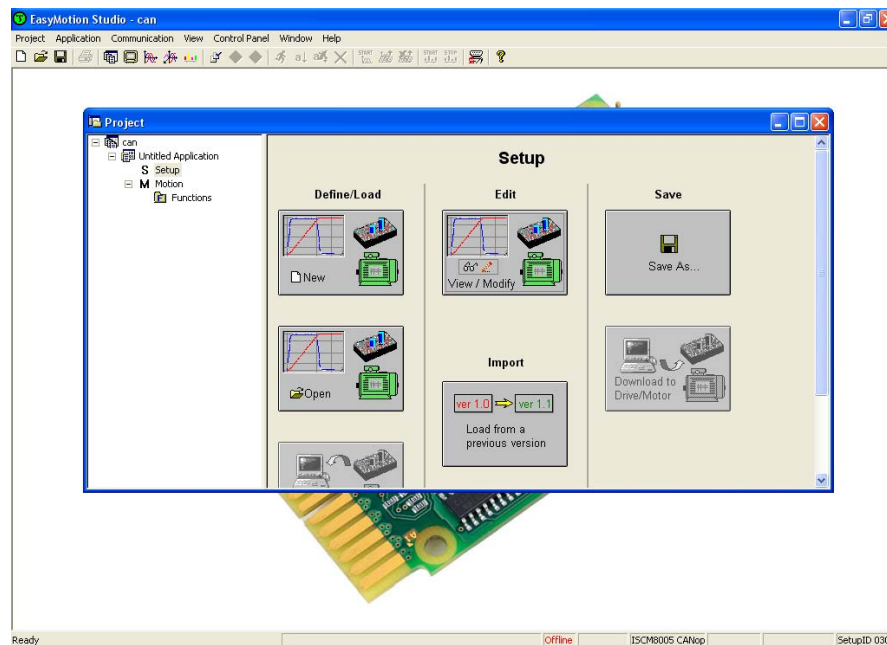 EasyMotion Studio - can
Project Application Communication View Control Panel Window Help
Project
can
Untitled Application
S Setup
M Motion
Functions
Setup
Define/Load
Edit
Save
New
View / Modify
Save As...
Open
Import
ver 1.0
ver 1.1
Load from a
previous version
Download to
Drive/Motor
Ready
Offline
ISCM8005 CANop
SetupID 030